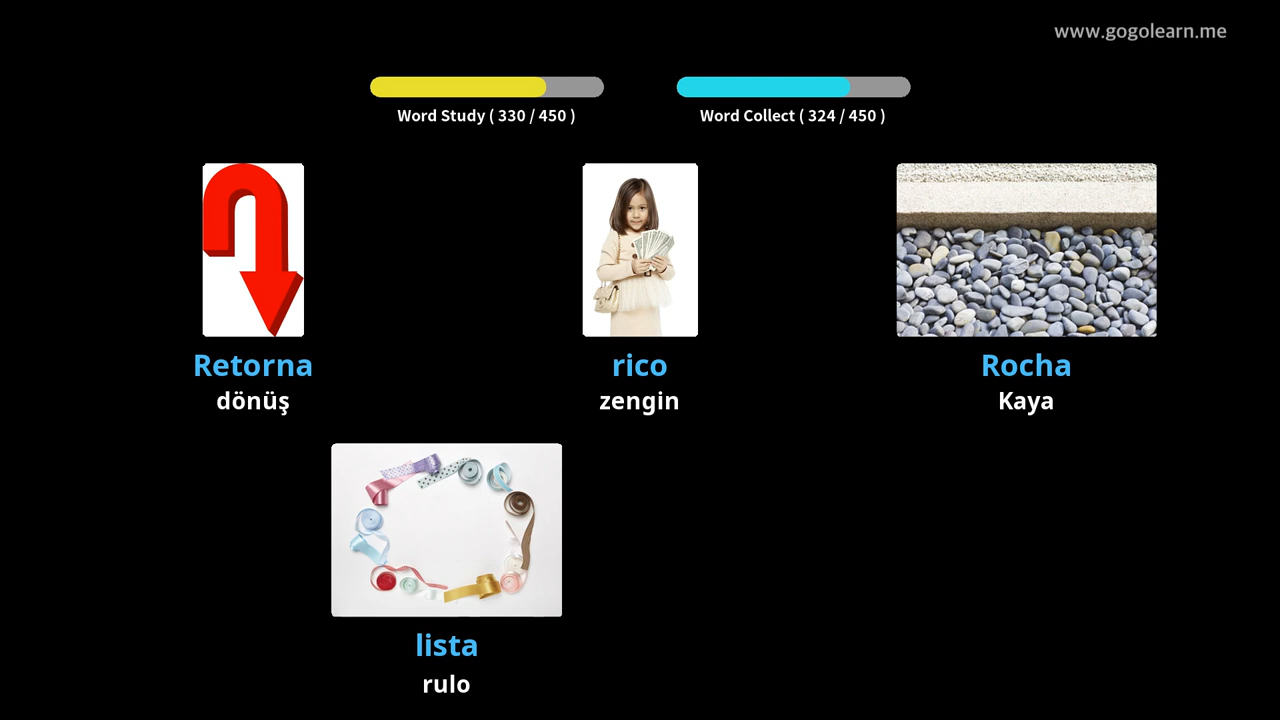 www.gogolearn.me
Word Study ( 330 / 450 )
Word Collect ( 324 / 450 )
Retorna
dönüş
rico
zengin
Rocha
Kaya
lista
rulo